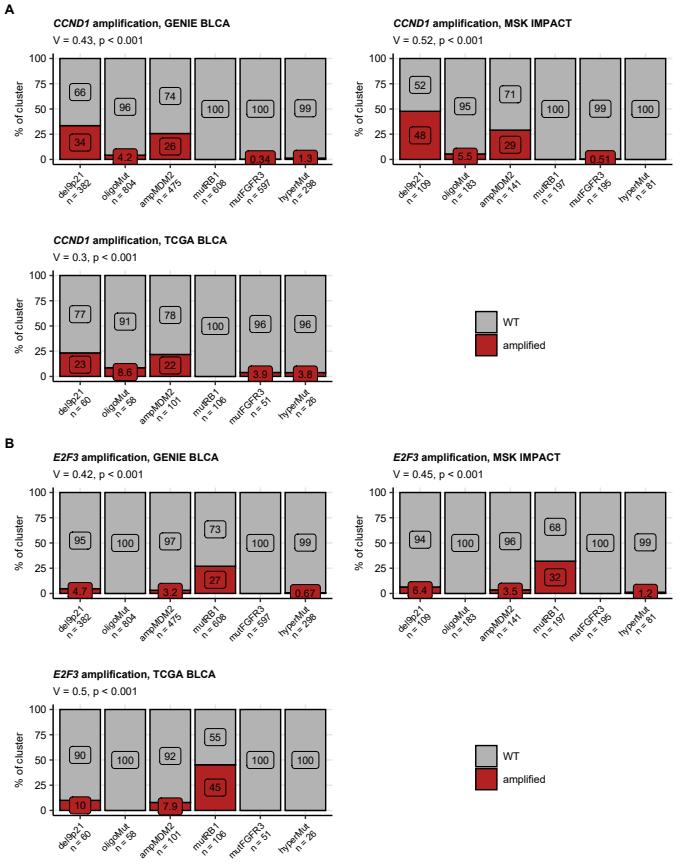 A
CCND1 amplification, GENIE BLCA
V = 0.43, p < 0.001
% of cluster
100
75
50
25
0
66
34
96
4.2
74
26
100
100
0.34
99
1.3
del9p21
n = 382
oligoMut
n = 804
ampMDM2
n = 475
mutRB1
n = 608
mutFGFR3
n = 597
hyperMut
n = 298
CCND1 amplification, MSK IMPACT
V = 0.52, p < 0.001
% of cluster
100
75
50
25
0
52
48
95
5.5
71
29
100
99
0.51
100
del9p21
n = 109
oligoMut
n = 183
ampMDM2
n = 141
mutRB1
n = 197
mutFGFR3
n = 195
hyperMut
n = 81
CCND1 amplification, TCGA BLCA
V = 0.3, p < 0.001
% of cluster
100
75
50
25
0
77
23
91
8.6
78
22
100
96
3.9
96
3.8
del9p21
n = 60
oligoMut
n = 58
ampMDM2
n = 101
mutRB1
n = 106
mutFGFR3
n = 51
hyperMut
n = 26
WT
amplified
B
E2F3 amplification, GENIE BLCA
V = 0.42, p < 0.001
% of cluster
100
75
50
25
0
95
4.7
100
97
3.2
73
27
100
99
0.67
del9p21
n = 382
oligoMut
n = 804
ampMDM2
n = 475
mutRB1
n = 608
mutFGFR3
n = 597
hyperMut
n = 298
E2F3 amplification, MSK IMPACT
V = 0.45, p < 0.001
% of cluster
100
75
50
25
0
94
6.4
100
96
3.5
68
32
100
99
1.2
del9p21
n = 109
oligoMut
n = 183
ampMDM2
n = 141
mutRB1
n = 197
mutFGFR3
n = 195
hyperMut
n = 81
E2F3 amplification, TCGA BLCA
V = 0.5, p < 0.001
% of cluster
100
75
50
25
0
90
10
100
92
7.9
55
45
100
100
del9p21
n = 60
oligoMut
n = 58
ampMDM2
n = 101
mutRB1
n = 106
mutFGFR3
n = 51
hyperMut
n = 26
WT
amplified